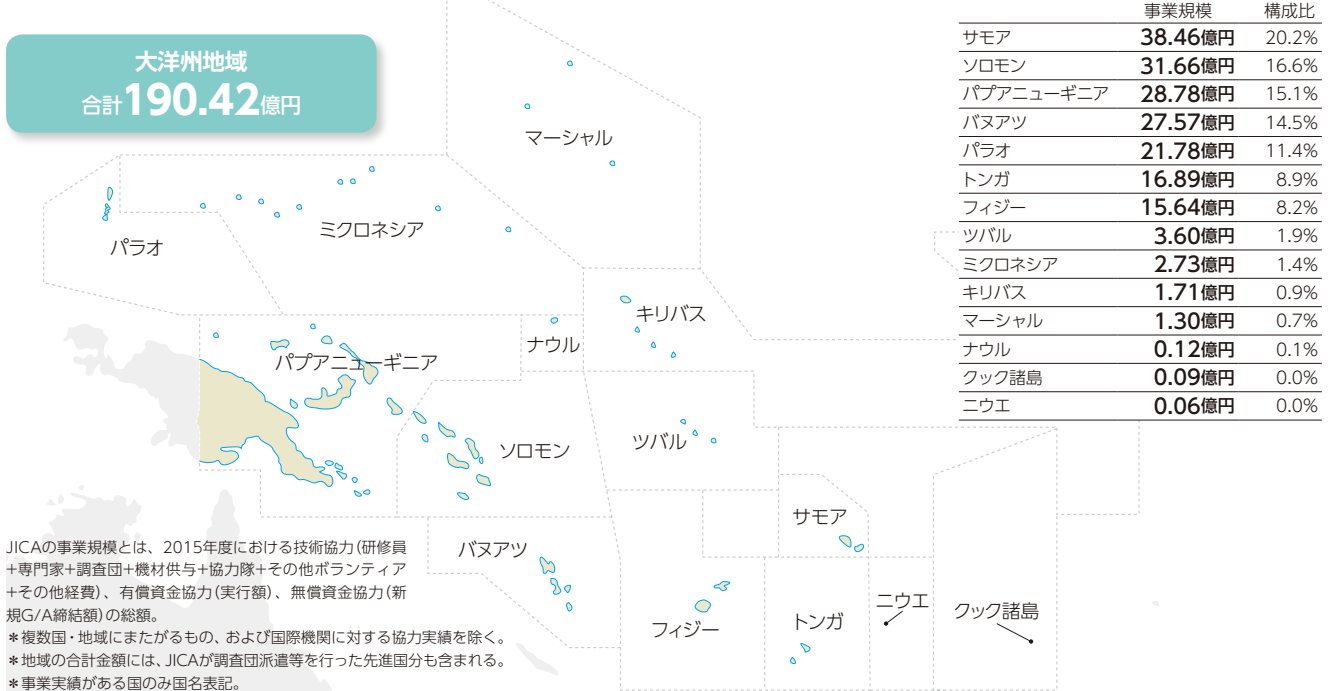 大洋州地域
合計190.42億円
事業規模 構成比
サモア 38.46億円 20.2%
ソロモン 31.66億円 16.6%
パプアニューギニア 28.78億円 15.1%
バヌアツ 27.57億円 14.5%
パラオ 21.78億円 11.4%
トンガ 16.89億円 8.9%
フィジー 15.64億円 8.2%
ツバル 3.60億円 1.9%
ミクロネシア 2.73億円 1.4%
キリバス 1.71億円 0.9%
マーシャル 1.30億円 0.7%
ナウル 0.12億円 0.1%
クック諸島 0.09億円 0.0%
ニウエ 0.06億円 0.0%
マーシャル
ミクロネシア
パラオ
キリバス
ナウル
パプアニューギニア
ソロモン
ツバル
サモア
バヌアツ
ニウエ
クック諸島
トンガ
フィジー
JICAの事業規模とは、2015年度における技術協力(研修員
+専門家+調査団+機材供与+協力隊+その他ボランティア
+その他経費)、有償資金協力(実行額)、無償資金協力(新
規G/A締結額)の総額。
*複数国・地域にまたがるもの、および国際機関に対する協力実績を除く。
*地域の合計金額には、JICAが調査団派遣等を行った先進国分も含まれる。
*事業実績がある国のみ国名表記。